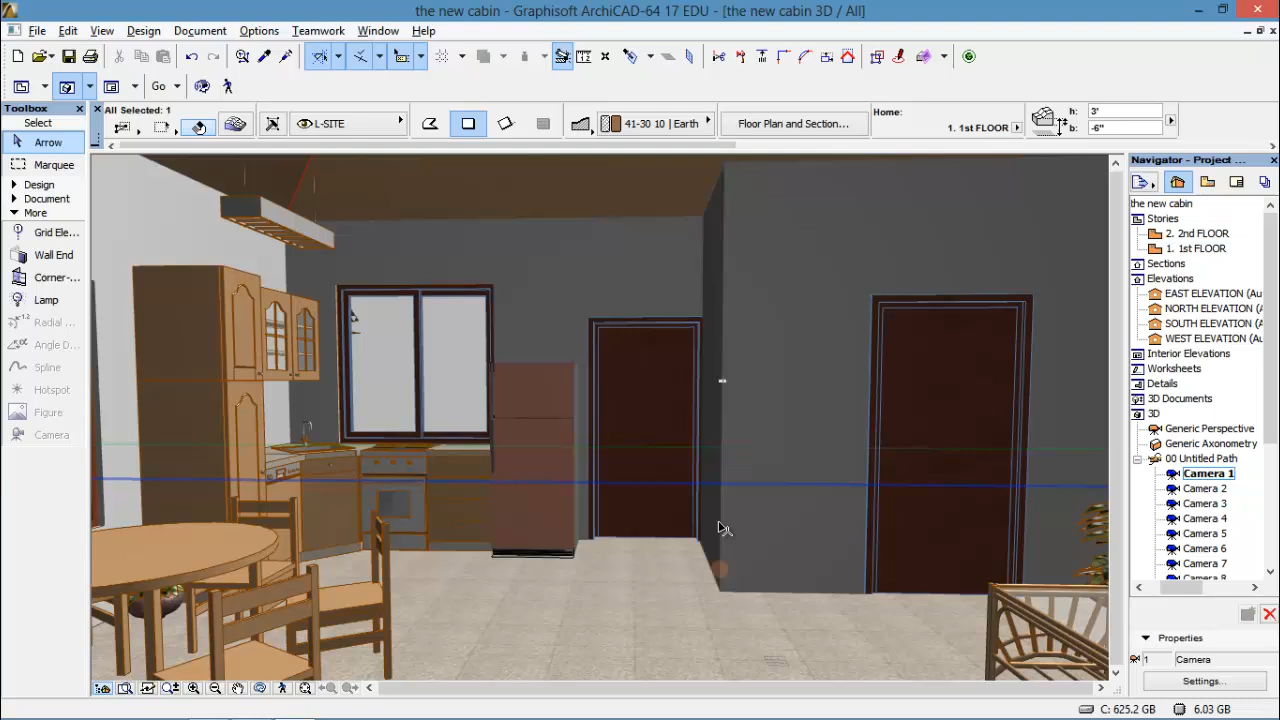 the new cabin - Graphisoft ArchiCAD-64 17 EDU - [the new cabin 3D / All]
File Edit View Design Document Options Teamwork Window Help
Go
Toolbox
Select
Arrow
Marquee
Design
Document
More
Grid Ele...
Wall End
Corner-...
Lamp
Radial ...
Angle D...
Spline
Hotspot
Figure
Camera
All Selected: 1
L-SITE
41-30 10 | Earth
Floor Plan and Section...
Home:
1. 1st FLOOR
h: 3'
b: -6"
Navigator - Project ...
the new cabin
Stories
2. 2nd FLOOR
1. 1st FLOOR
Sections
Elevations
EAST ELEVATION (Au
NORTH ELEVATION (Au
SOUTH ELEVATION (Au
WEST ELEVATION (Au
Interior Elevations
Worksheets
Details
3D Documents
3D
Generic Perspective
Generic Axonometry
00 Untitled Path
Camera 1
Camera 2
Camera 3
Camera 4
Camera 5
Camera 6
Camera 7
Camera 8
Properties
1 Camera
Settings...
C: 625.2 GB 6.03 GB